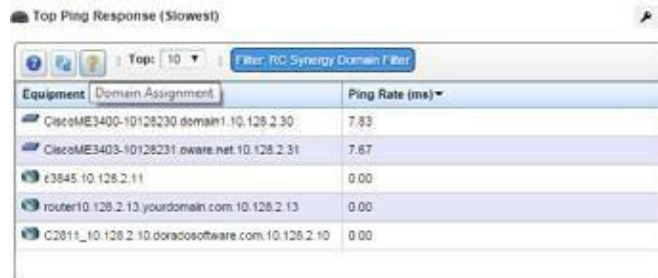 Top Ping Response (Slowest)
Top: 10
Filter: RC Synergy Domain Filter
Equipment
Domain Assignment
Ping Rate (ms)
CiscoME3400-10128230.domain1.10.128.2.30
7.83
CiscoME3403-10128231.oware.net.10.128.2.31
7.67
c3845.10.128.2.11
0.00
router10.128.2.13.yourdomain.com.10.128.2.13
0.00
C2811_10.128.2.10.doradosoftware.com.10.128.2.10
0.00